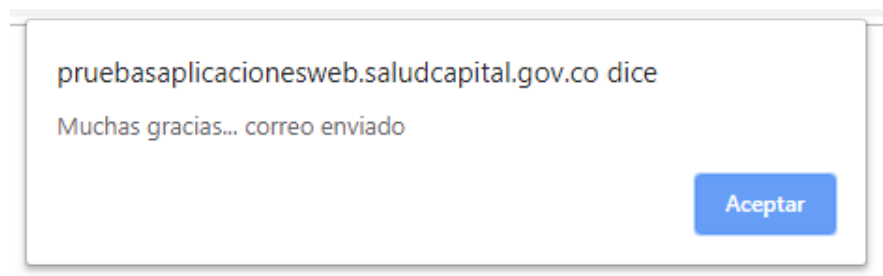 pruebasaplicacionesweb.saludcapital.gov.co dice
Muchas gracias... correo enviado
Aceptar